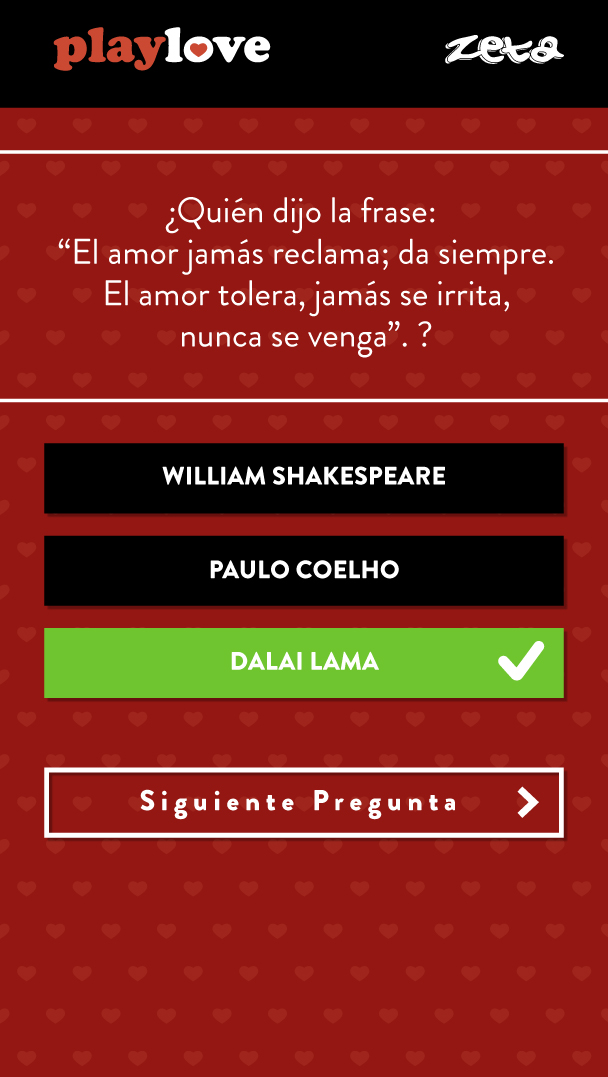 playlove
zeta
¿Quién dijo la frase:
“El amor jamás reclama; da siempre.
El amor tolera, jamás se irrita,
nunca se venga”. ?
WILLIAM SHAKESPEARE
PAULO COELHO
DALAI LAMA
Siguiente Pregunta